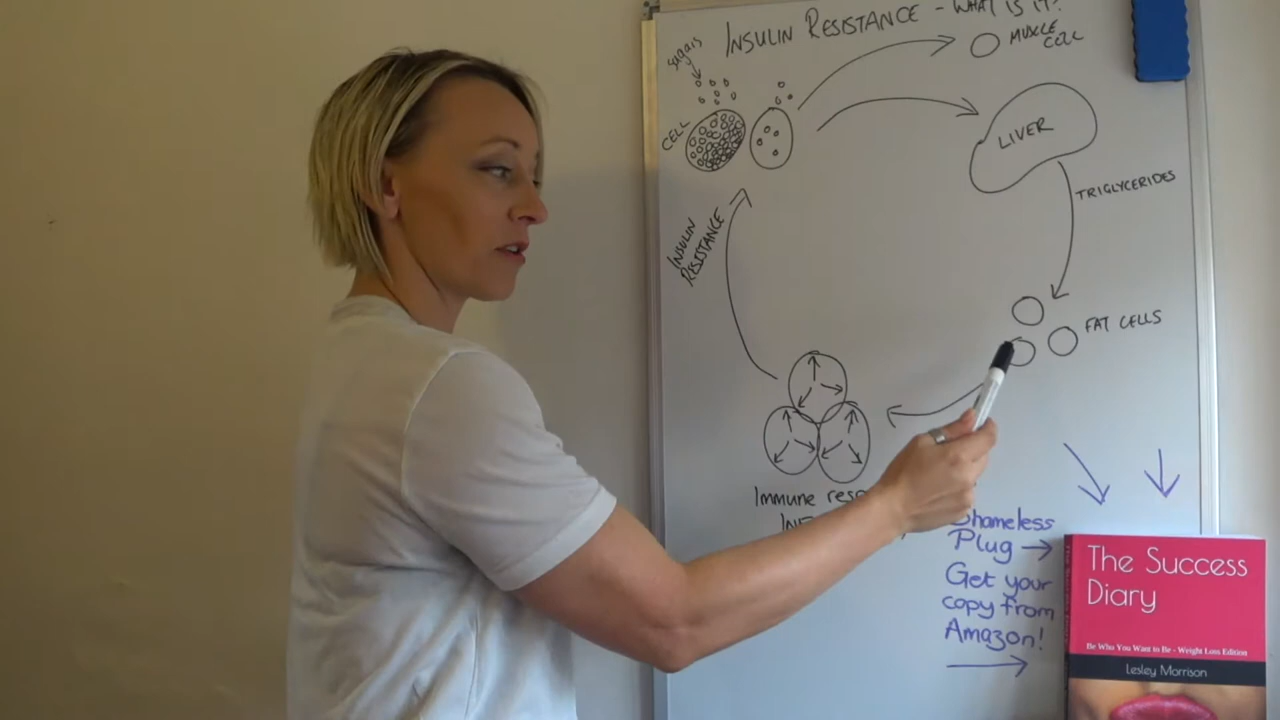 INSULIN RESISTANCE - WHAT IS IT?
sugars
MUSCLE
CELL
CELL
LIVER
TRIGLYCERIDES
INSULIN
RESISTANCE
FAT CELLS
Immune
Shameless
Plug →
Get your
copy from
Amazon!
The Success
Diary
Be Who You Want to Be - Weight Loss Edition
Lesley Morrison